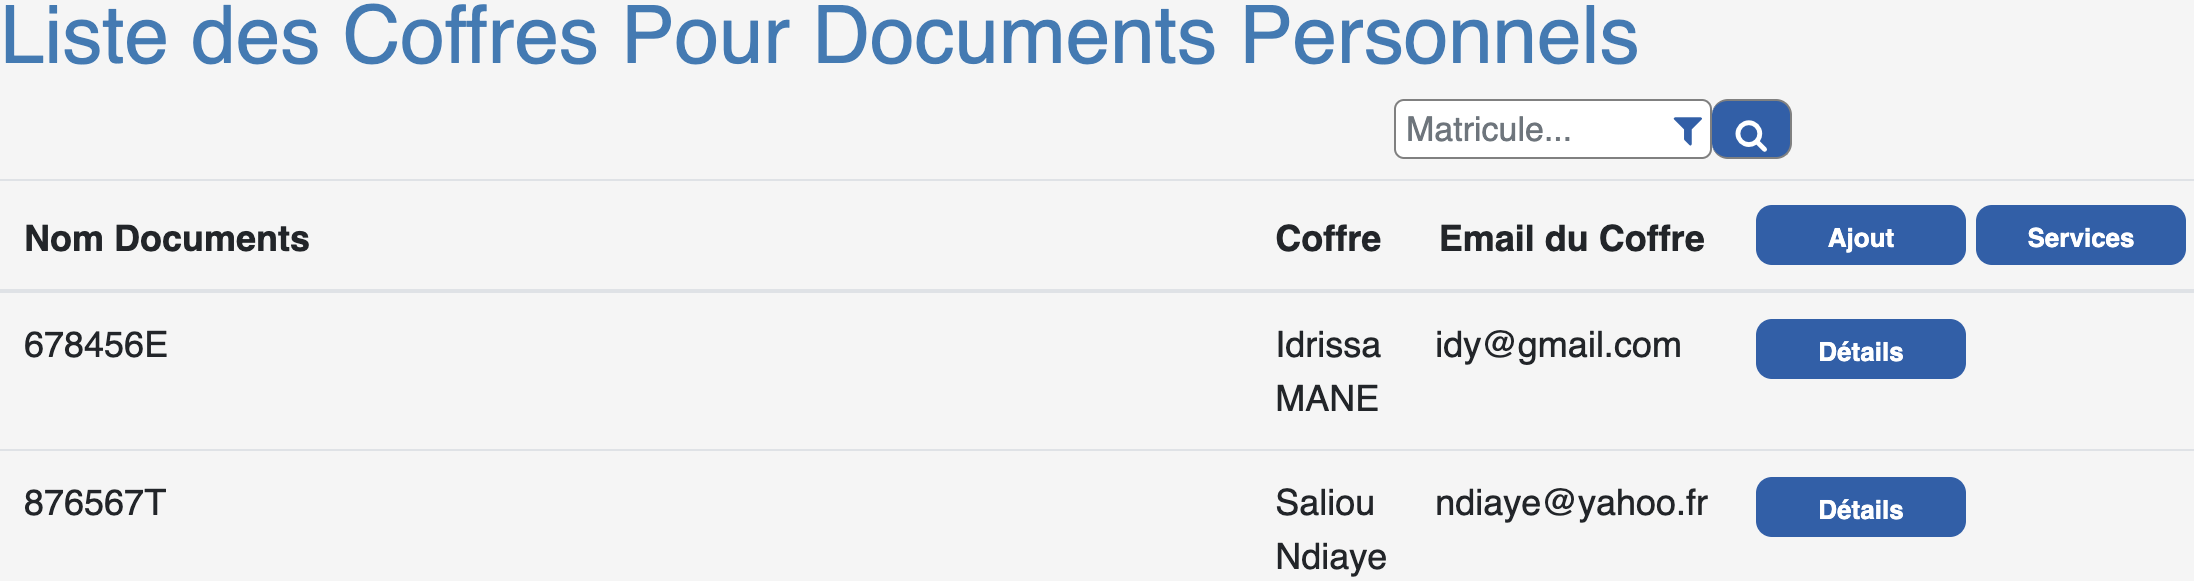 Liste des Coffres Pour Documents Personnels
Matricule...
Nom Documents Coffre Email du Coffre Ajout Services
678456E Idrissa idy@gmail.com Détails
MANE
876567T Saliou ndiaye@yahoo.fr Détails
Ndiaye